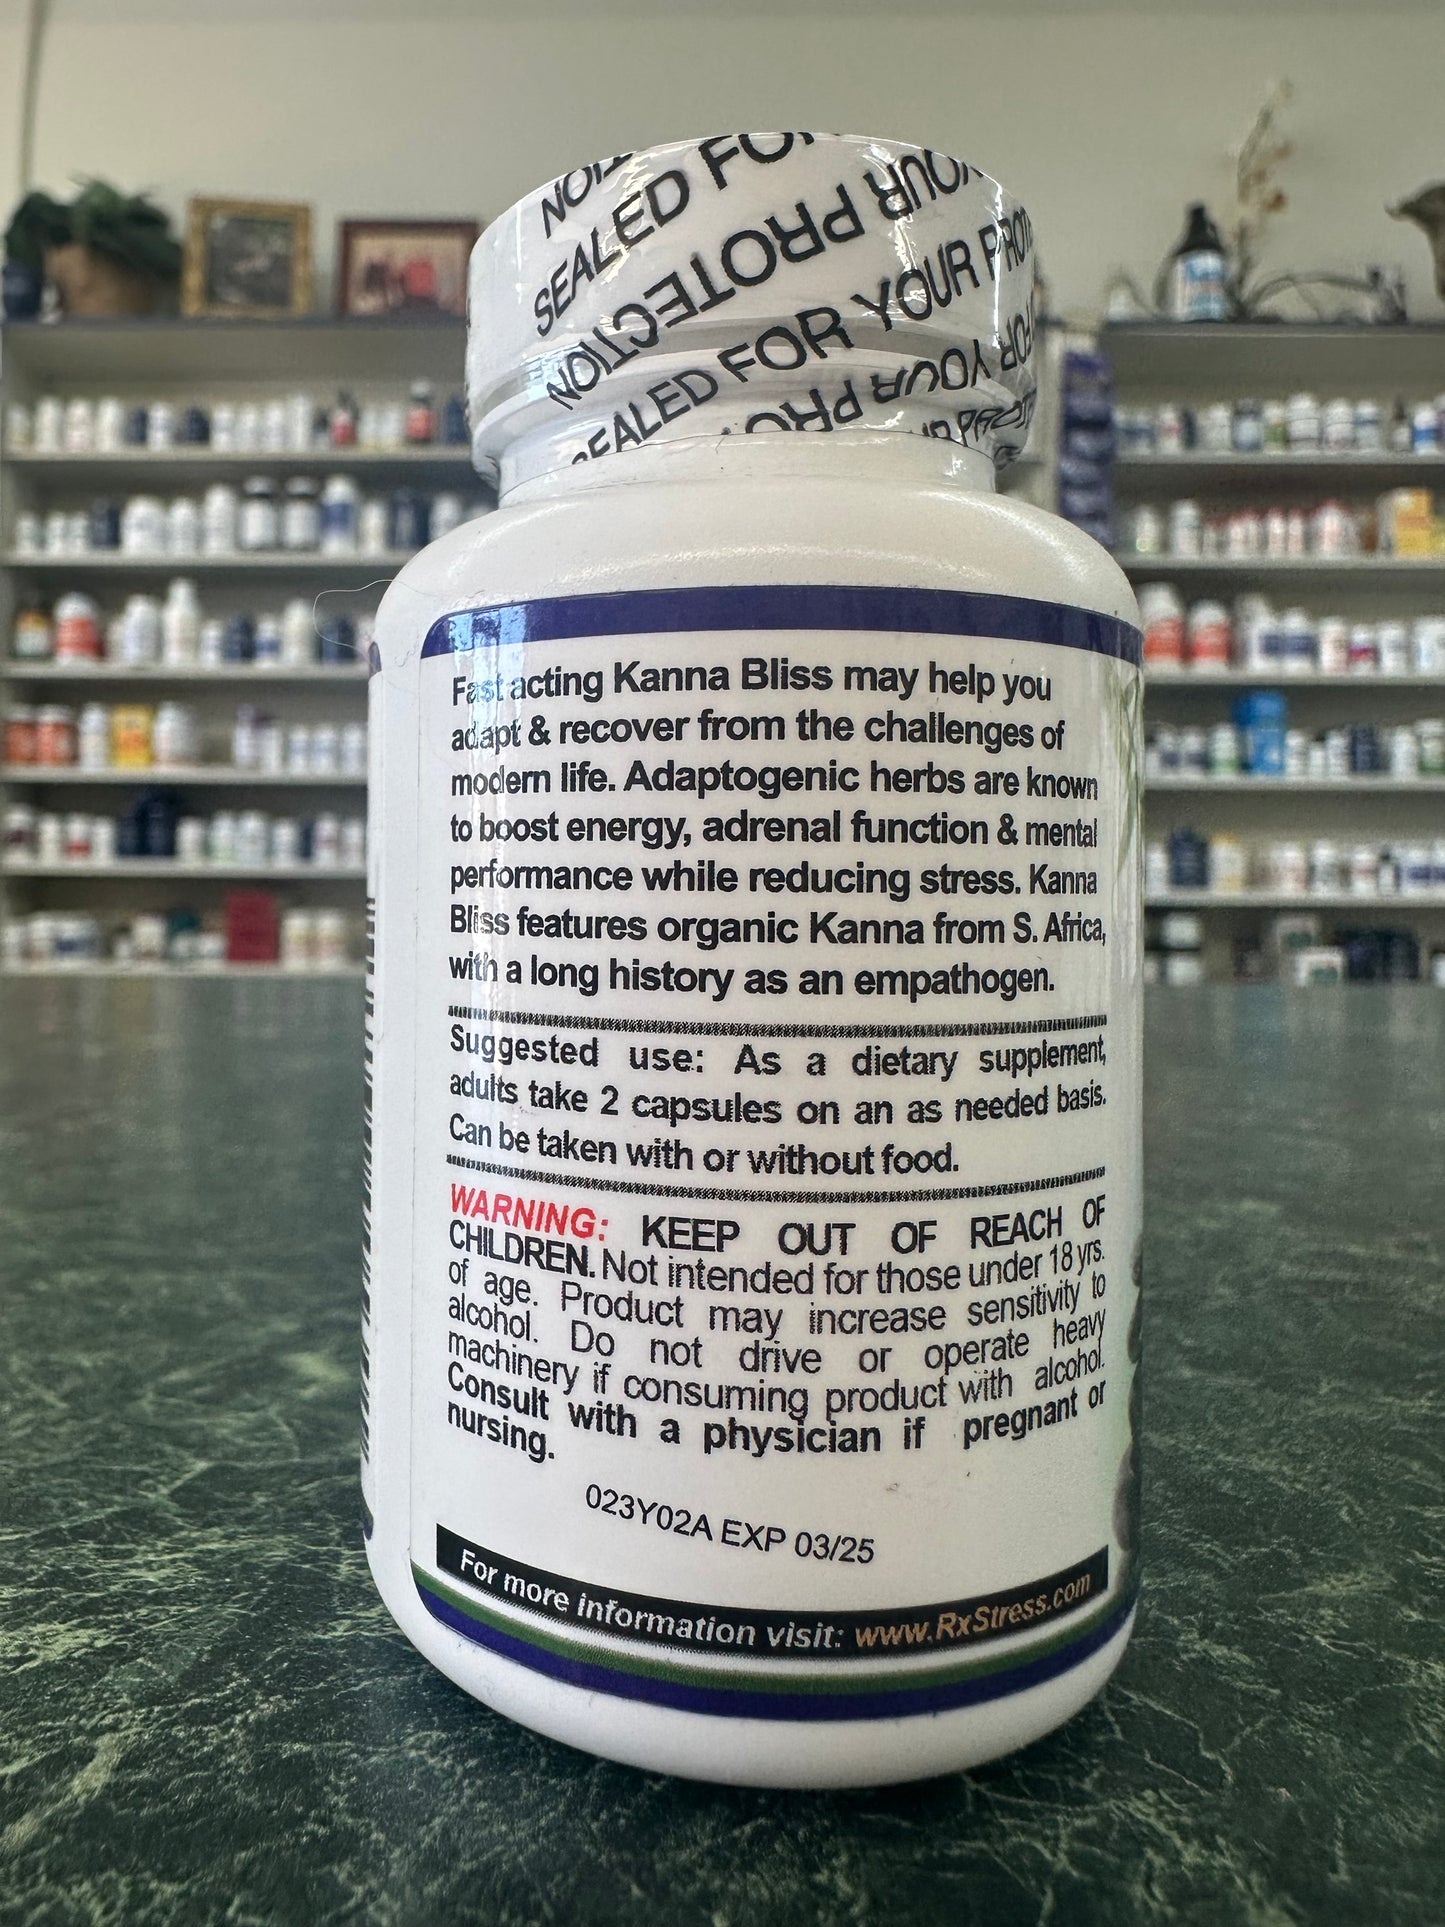 SEALED FOR
YOUR PROTECTION
SEALED FOR YOUR PROT
Fast acting Kanna Bliss may help you
adapt & recover from the challenges of
modern life. Adaptogenic herbs are known
to boost energy, adrenal function & mental
performance while reducing stress. Kanna
Bliss features organic Kanna from S. Africa,
with a long history as an empathogen.
Suggested use: As a dietary supplement,
adults take 2 capsules on an as needed basis.
Can be taken with or without food.
WARNING: KEEP OUT OF REACH OF
CHILDREN. Not intended for those under 18 yrs.
of age. Product may increase sensitivity to
alcohol. Do not drive or operate heavy
machinery if consuming product with alcohol.
Consult with a physician if pregnant or
nursing.
023Y02A EXP 03/25
For more information visit: www.RxStress.com